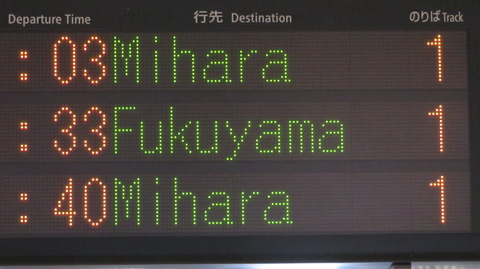 Departure Time 行先 Destination のりば Track
:03 Mihara 1
:33 Fukuyama 1
:40 Mihara 1